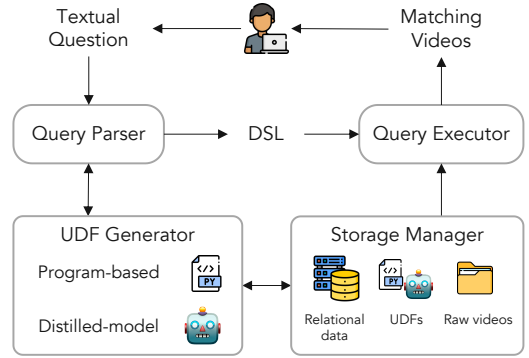 Textual
Question
Matching
Videos
Query Parser
DSL
Query Executor
UDF Generator
Program-based
</>
PY
Distilled-model
Storage Manager
</>
PY
Relational
data
UDFs
Raw videos